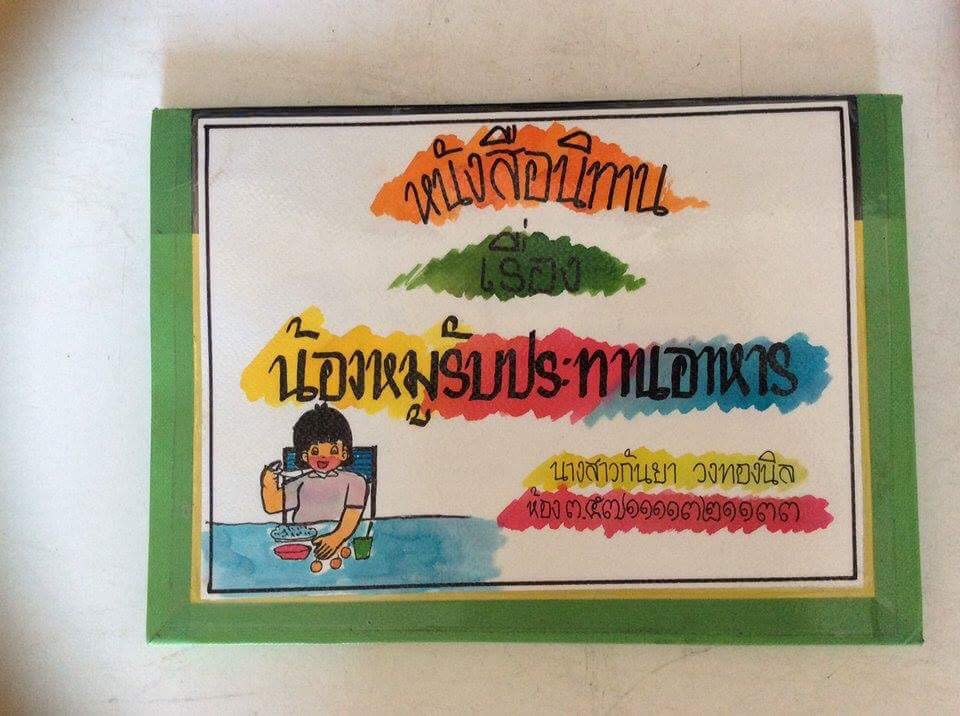 หนังสือนิทาน
เรื่อง
น้องหมูรับประทานอาหาร
นางสาวกันยา วงทองนิล
ห้อง ๓.๕๗๑๑๑๑๗๒๑๑๓๓